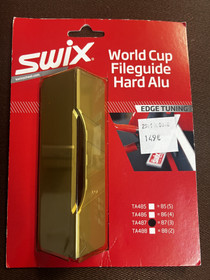 swix
World Cup
Fileguide
Hard Alu
EDGE TUNING
149€
TA485 = 85 (5)
TA486 = 86 (4)
TA487 = 87 (3)
TA488 = 88 (2)